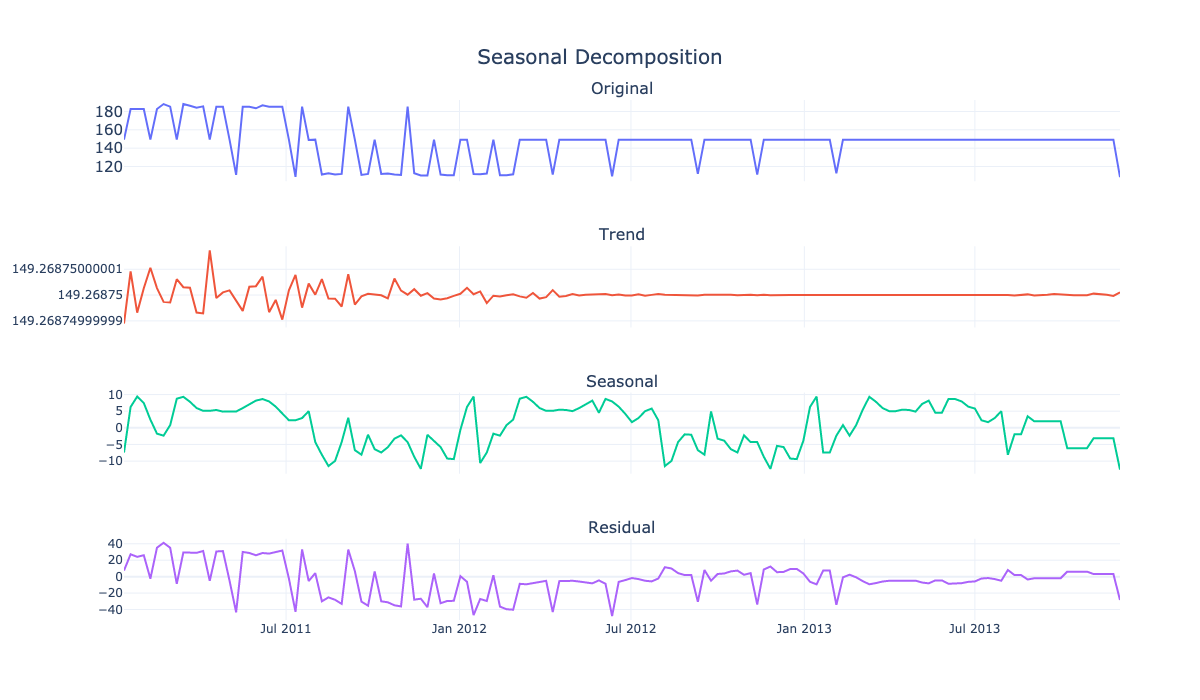 Seasonal Decomposition
Original
180
160
140
120
Trend
149.26875000001
149.26875
149.26874999999
Seasonal
10
5
0
−5
−10
Residual
40
20
0
−20
−40
Jul 2011 Jan 2012 Jul 2012 Jan 2013 Jul 2013